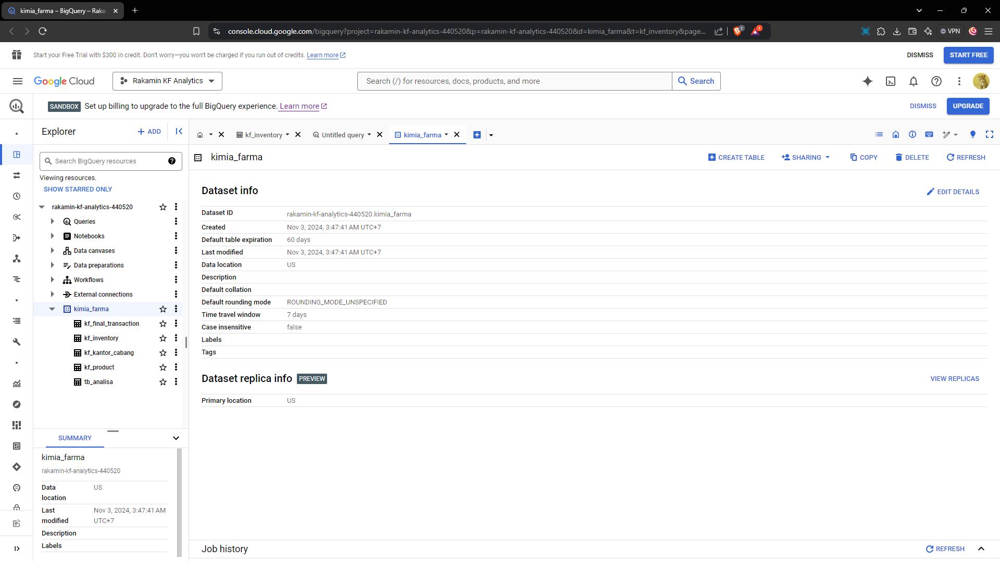 kimia_farma – BigQuery – Raka
console.cloud.google.com/bigquery?project=rakamin-kf-analytics-440520&p=rakamin-kf-analytics-440520&d=kimia_farma&t=kf_inventory&page...
1
1
VPN
Start your Free Trial with $300 in credit. Don't worry—you won't be charged if you run out of credits. Learn more
DISMISS
START FREE
Google Cloud
Rakamin KF Analytics
Search (/) for resources, docs, products, and more
Search
SANDBOX Set up billing to upgrade to the full BigQuery experience. Learn more
DISMISS
UPGRADE
Explorer
+ ADD
kf_inventory
Untitled query
kimia_farma
Search BigQuery resources
Viewing resources.
SHOW STARRED ONLY
rakamin-kf-analytics-440520
Queries
Notebooks
Data canvases
Data preparations
Workflows
External connections
kimia_farma
kf_final_transaction
kf_inventory
kf_kantor_cabang
kf_product
tb_analisa
SUMMARY
kimia_farma
rakamin-kf-analytics-440520
Data location US
Last modified Nov 3, 2024, 3:47:41 AM UTC+7
Description
Labels
kimia_farma
CREATE TABLE
SHARING
COPY
DELETE
REFRESH
Dataset info
EDIT DETAILS
Dataset ID rakamin-kf-analytics-440520.kimia_farma
Created Nov 3, 2024, 3:47:41 AM UTC+7
Default table expiration 60 days
Last modified Nov 3, 2024, 3:47:41 AM UTC+7
Data location US
Description
Default collation
Default rounding mode ROUNDING_MODE_UNSPECIFIED
Time travel window 7 days
Case insensitive false
Labels
Tags
Dataset replica info PREVIEW
VIEW REPLICAS
Primary location US
Job history
REFRESH